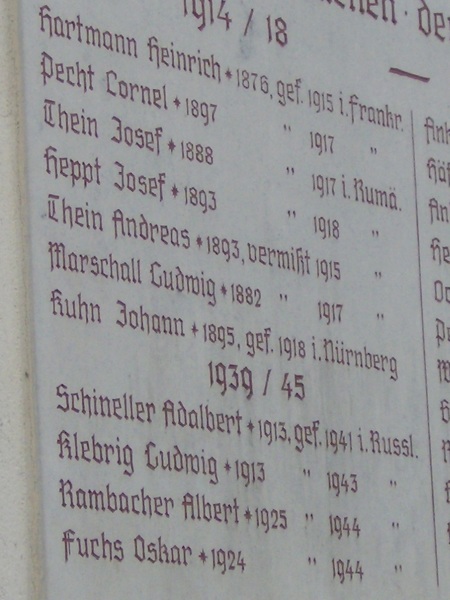 1914 / 18
Hartmann Heinrich * 1876, gef. 1915 i. Frankr.
Pecht Cornel * 1897 " 1917 "
Thein Josef * 1888 " 1917 i. Rumä.
Heppt Josef * 1893 " 1918 "
Thein Andreas * 1893, vermißt 1915 "
Marschall Ludwig * 1882 " 1917 "
Kuhn Johann * 1895, gef. 1918 i. Nürnberg
1939 / 45
Schineller Adalbert * 1913, gef. 1941 i. Russl.
Klebrig Ludwig * 1913 " 1943 "
Rambacher Albert * 1925 " 1944 "
Fuchs Oskar * 1924 " 1944 "